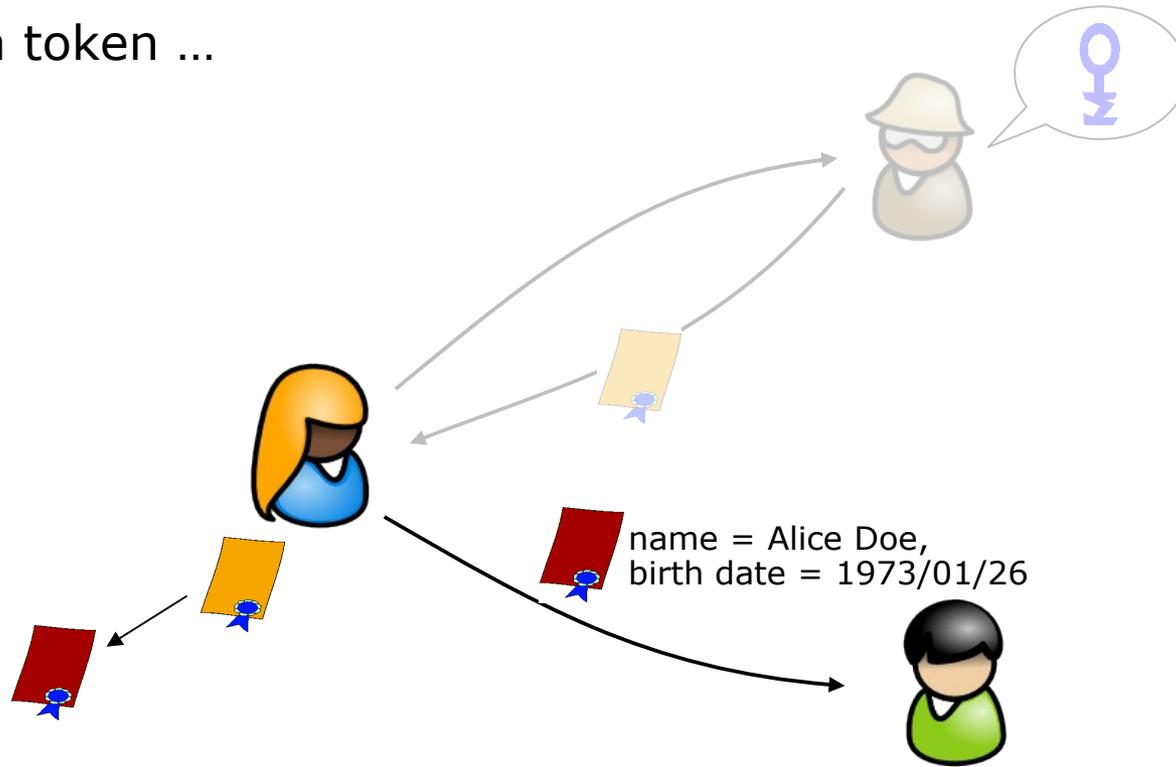 token ...
name = Alice Doe,
birth date = 1973/01/26